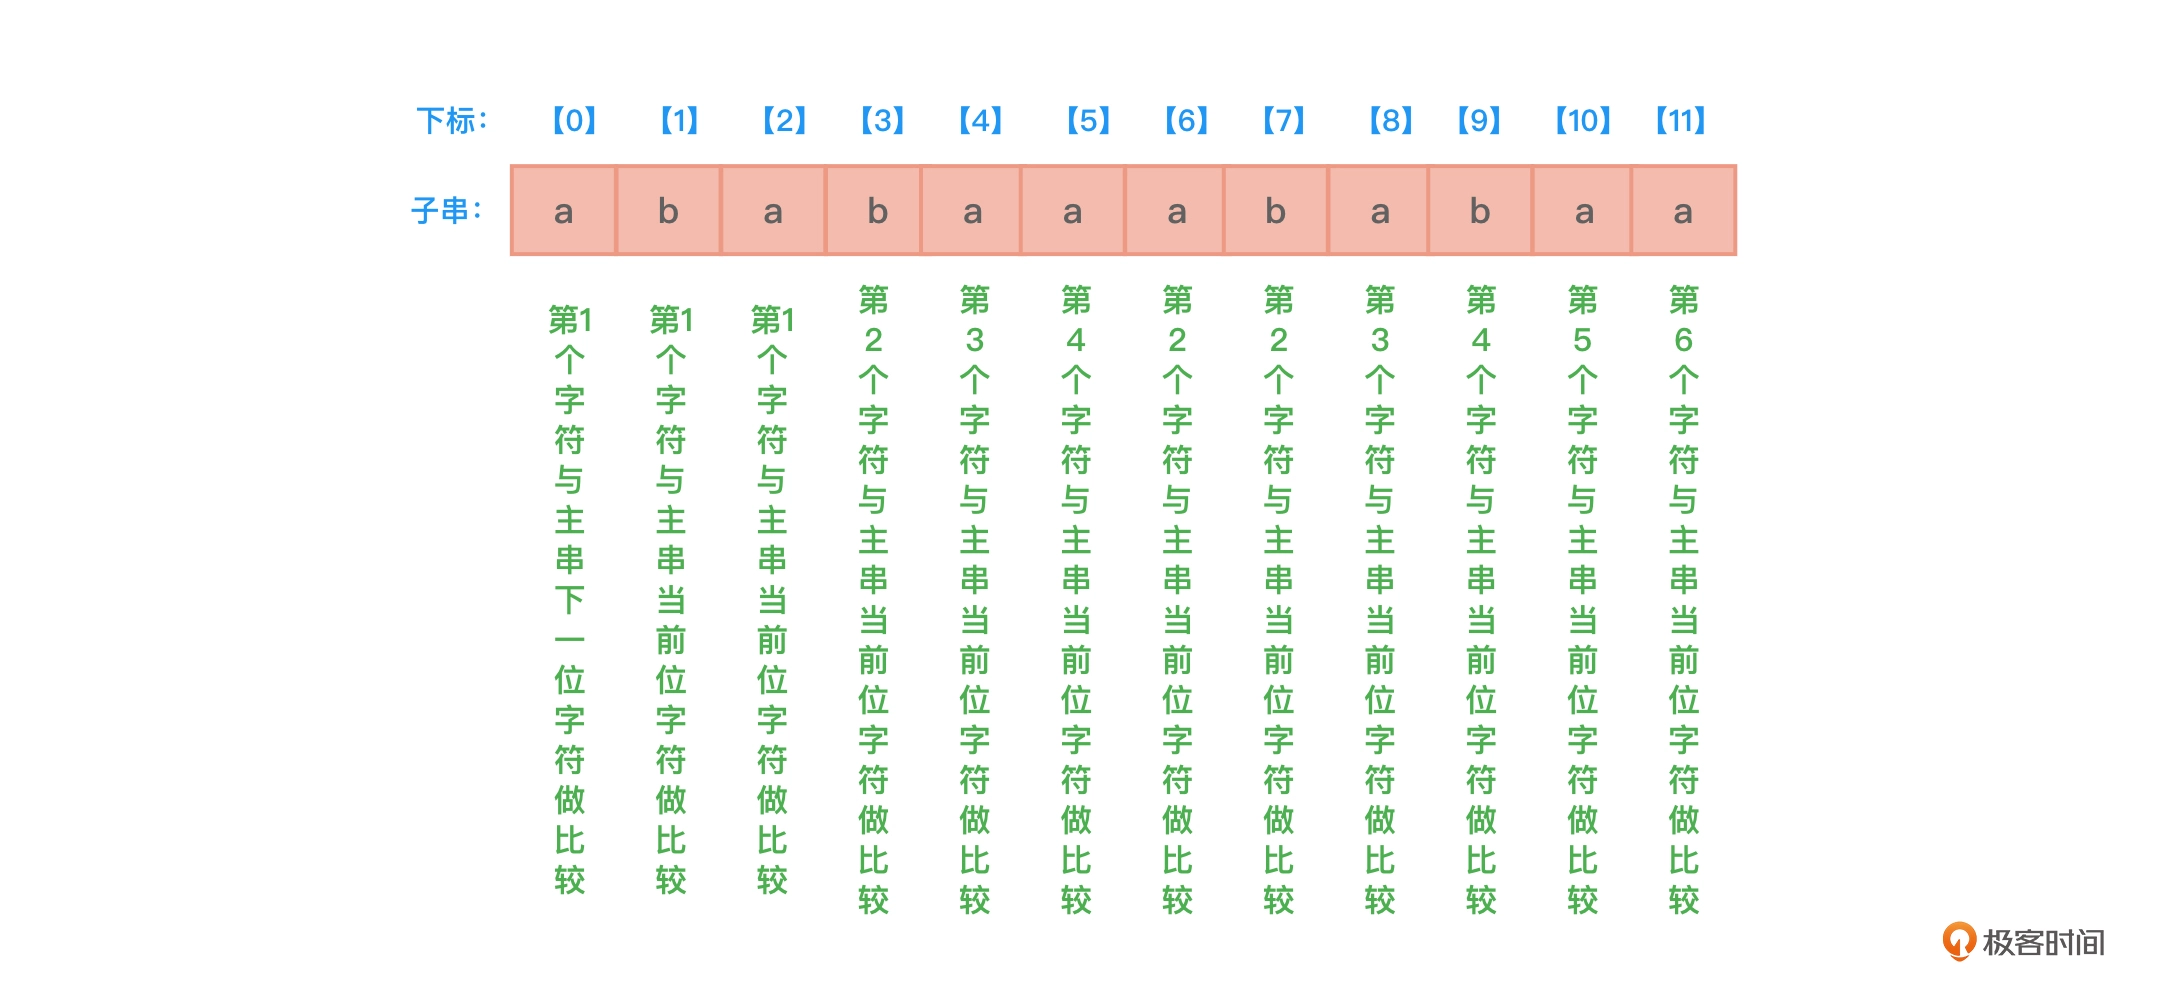 下标： 【0】 【1】 【2】 【3】 【4】 【5】 【6】 【7】 【8】 【9】 【10】 【11】
子串： a b a b a a a b a b a a
第1个字符与主串下一位字符做比较
第1个字符与主串当前位字符做比较
第1个字符与主串当前位字符做比较
第2个字符与主串当前位字符做比较
第3个字符与主串当前位字符做比较
第4个字符与主串当前位字符做比较
第2个字符与主串当前位字符做比较
第2个字符与主串当前位字符做比较
第3个字符与主串当前位字符做比较
第4个字符与主串当前位字符做比较
第5个字符与主串当前位字符做比较
第6个字符与主串当前位字符做比较
极客时间